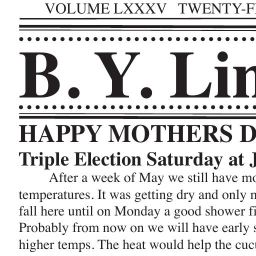 VOLUME LXXXV TWENTY-F
B. Y. Lin
HAPPY MOTHERS D
Triple Election Saturday at J
After a week of May we still have mo
temperatures. It was getting dry and only m
fall here until on Monday a good shower fi
Probably from now on we will have early s
higher temps. The heat would help the cuc